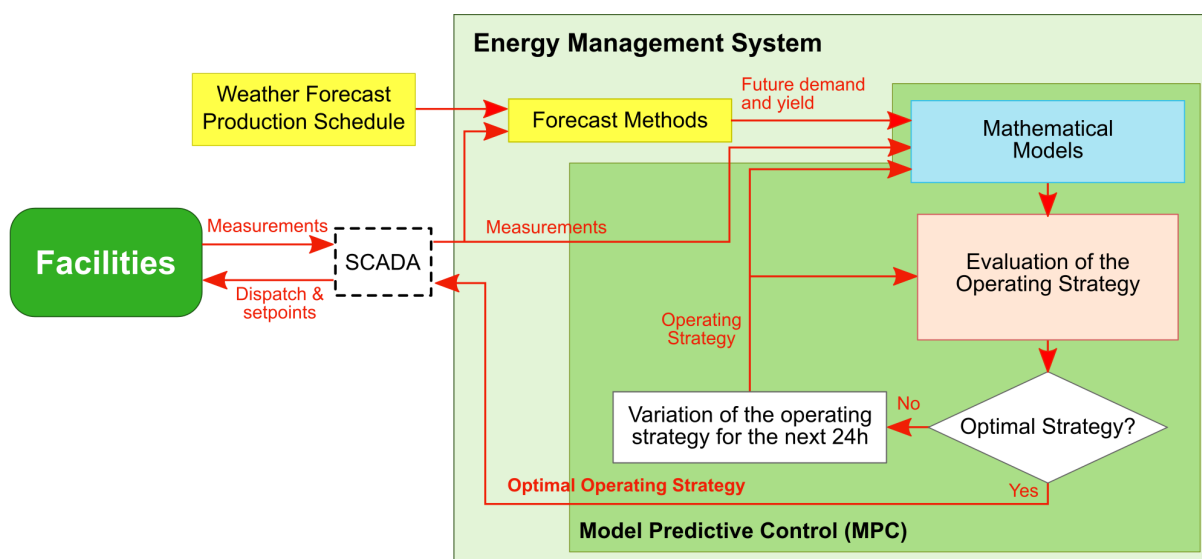 Energy Management System
Weather Forecast
Production Schedule
Forecast Methods
Future demand
and yield
Mathematical
Models
Facilities
Measurements
Dispatch &
setpoints
SCADA
Measurements
Evaluation of the
Operating Strategy
Operating
Strategy
Variation of the operating
strategy for the next 24h
No
Optimal Strategy?
Yes
Optimal Operating Strategy
Model Predictive Control (MPC)